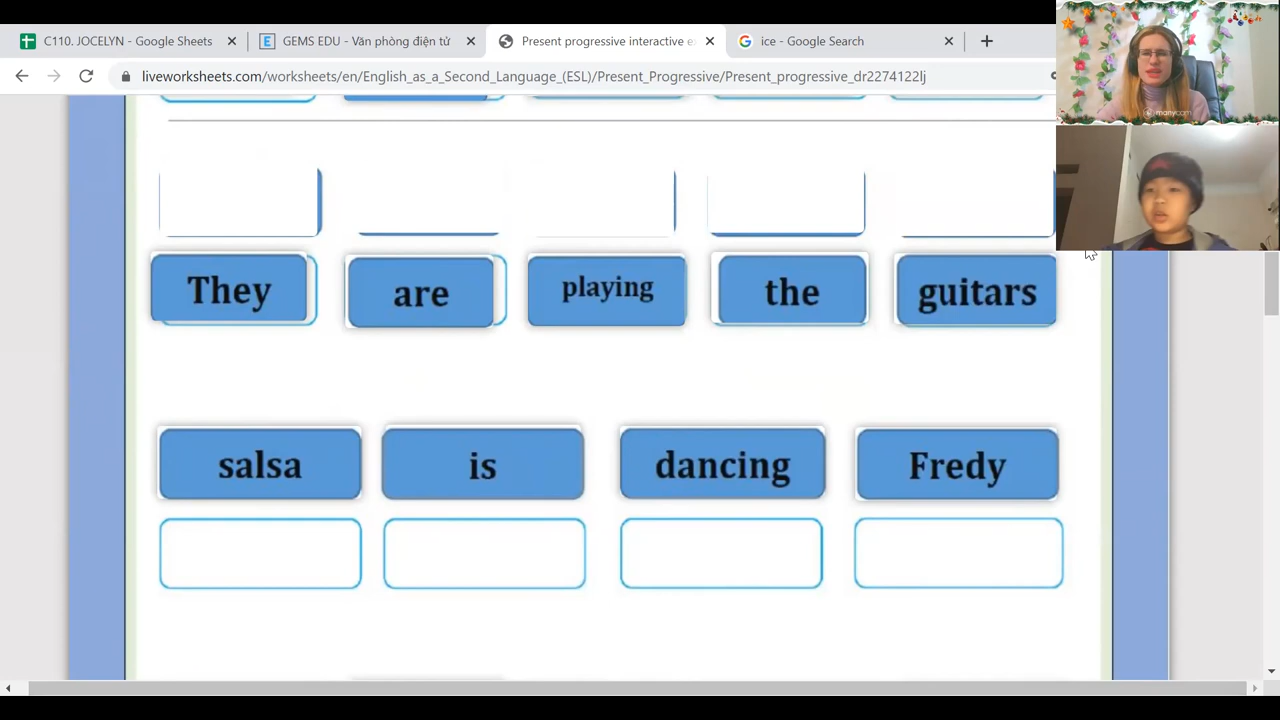 C110. JOCELYN - Google Sheets
GEMS EDU - Văn phòng điện tử
Present progressive interactive e
ice - Google Search
liveworksheets.com/worksheets/en/English_as_a_Second_Language_(ESL)/Present_Progressive/Present_progressive_dr2274122lj
manycam
They are playing the guitars
salsa is dancing Fredy